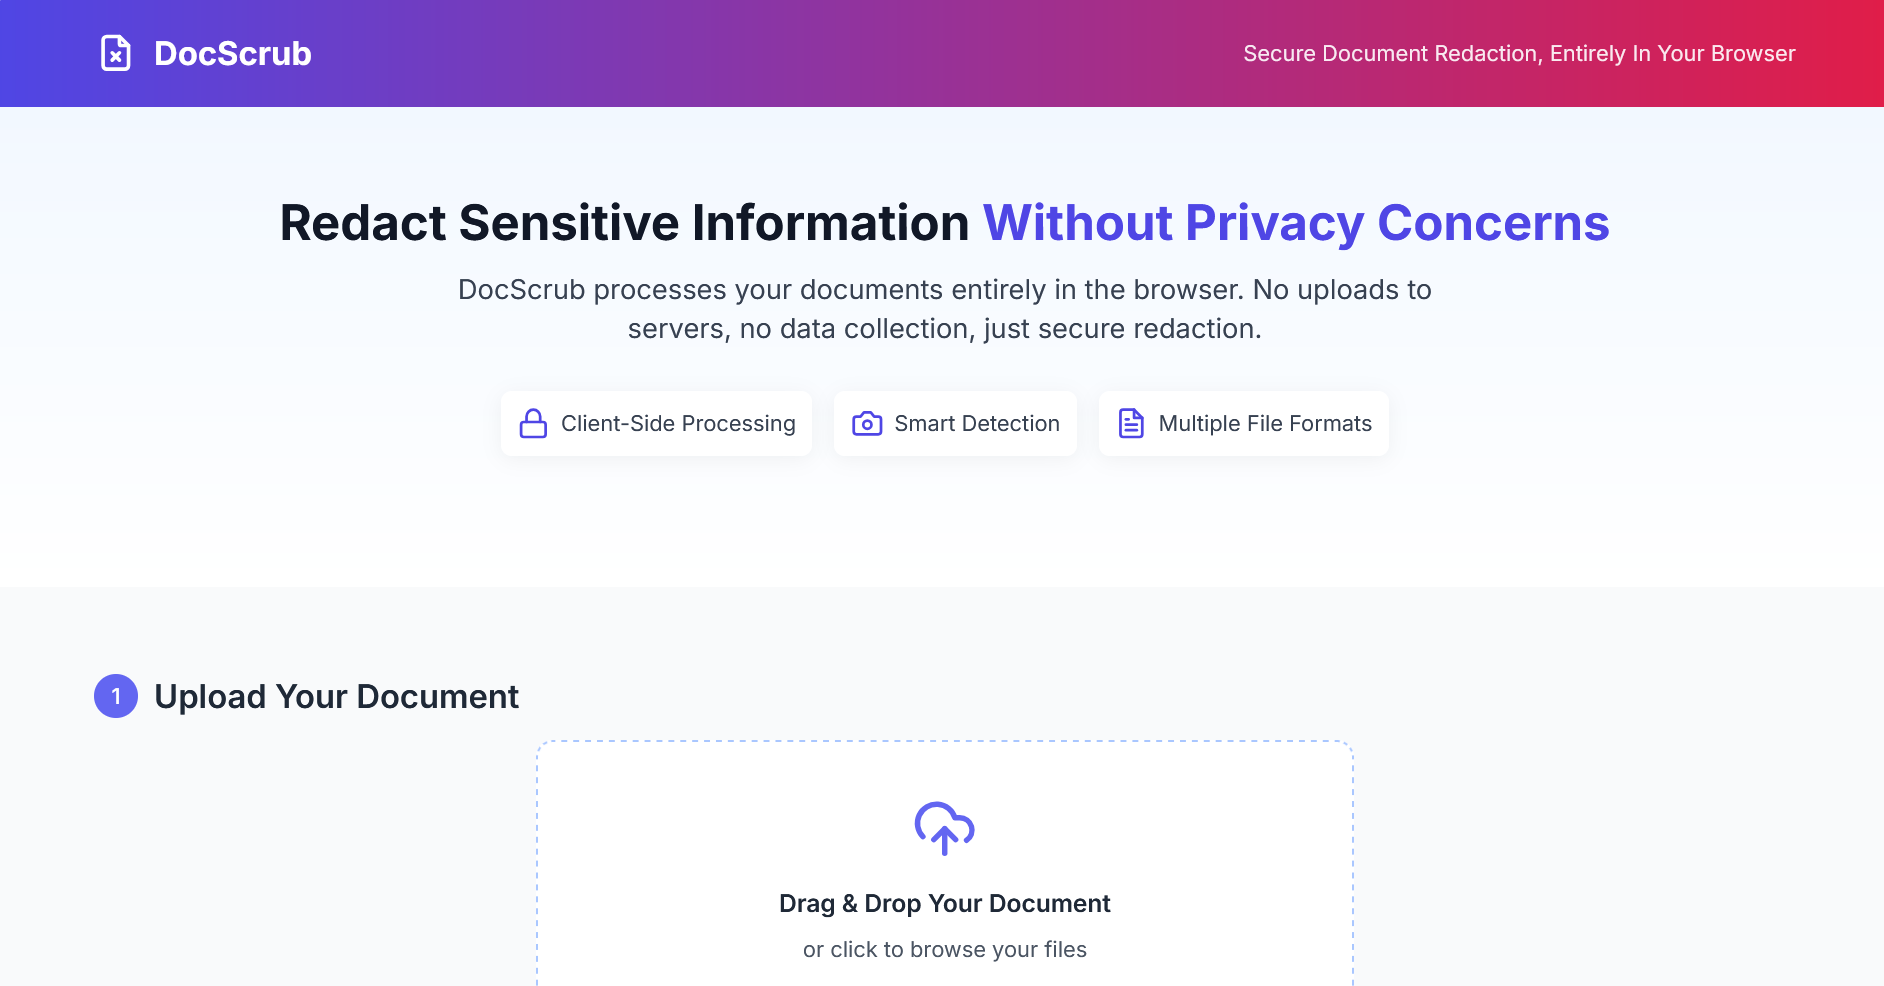 DocScrub
Secure Document Redaction, Entirely In Your Browser
Redact Sensitive Information Without Privacy Concerns
DocScrub processes your documents entirely in the browser. No uploads to
servers, no data collection, just secure redaction.
Client-Side Processing
Smart Detection
Multiple File Formats
1 Upload Your Document
Drag & Drop Your Document
or click to browse your files